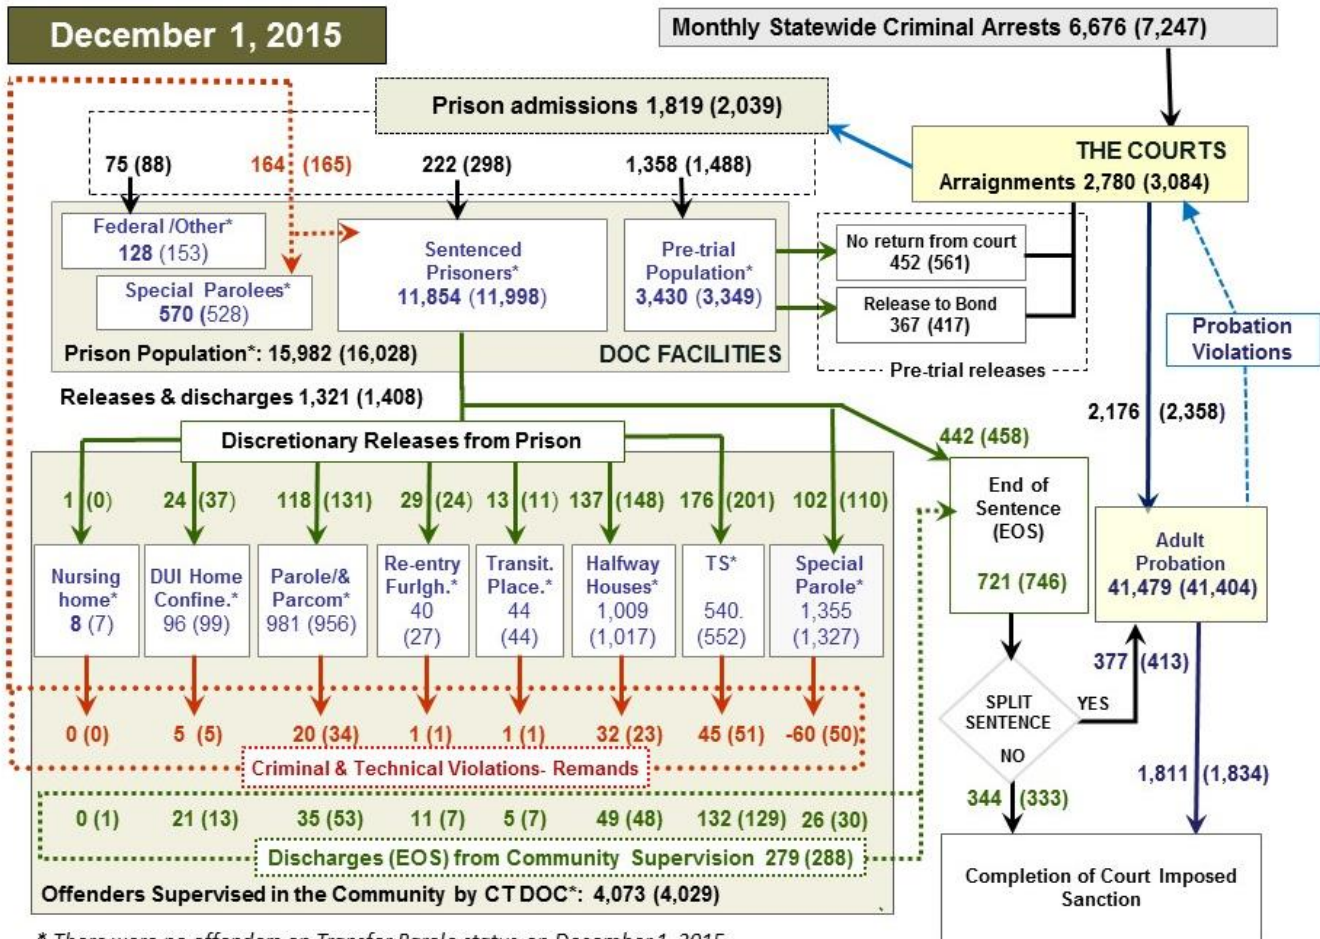 December 1, 2015
Monthly Statewide Criminal Arrests 6,676 (7,247)
Prison admissions 1,819 (2,039)
THE COURTS
Arraignments 2,780 (3,084)
75 (88)
164 (165)
222 (298)
1,358 (1,488)
Federal /Other*
128 (153)
Special Parolees*
570 (528)
Sentenced
Prisoners*
11,854 (11,998)
Pre-trial
Population*
3,430 (3,349)
Prison Population*: 15,982 (16,028)
DOC FACILITIES
No return from court
452 (561)
Release to Bond
367 (417)
Pre-trial releases
Probation
Violations
Releases & discharges 1,321 (1,408)
2,176 (2,358)
Discretionary Releases from Prison
442 (458)
1 (0)
24 (37)
118 (131)
29 (24)
13 (11)
137 (148)
176 (201)
102 (110)
Nursing
home*
8 (7)
DUI Home
Confine.*
96 (99)
Parole/&
Parcom*
981 (956)
Re-entry
Furlgh.*
40
(27)
Transit.
Place.*
44
(44)
Halfway
Houses*
1,009
(1,017)
TS*
540.
(552)
Special
Parole*
1,355
(1,327)
End of
Sentence
(EOS)
721 (746)
Adult
Probation
41,479 (41,404)
377 (413)
SPLIT
SENTENCE
YES
NO
0 (0)
5 (5)
20 (34)
1 (1)
1 (1)
32 (23)
45 (51)
-60 (50)
Criminal & Technical Violations- Remands
1,811 (1,834)
344 (333)
0 (1)
21 (13)
35 (53)
11 (7)
5 (7)
49 (48)
132 (129)
26 (30)
Discharges (EOS) from Community Supervision 279 (288)
Offenders Supervised in the Community by CT DOC*: 4,073 (4,029)
Completion of Court Imposed
Sanction
* There were no offenders on Transfer Parole status on December 1, 2015